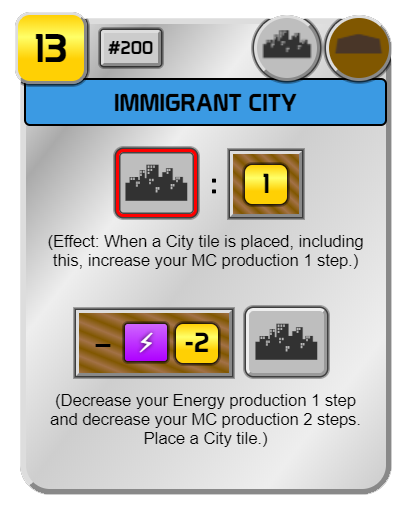 13 #200
IMMIGRANT CITY
: 1
(Effect: When a City tile is placed, including
this, increase your MC production 1 step.)
– -2
(Decrease your Energy production 1 step
and decrease your MC production 2 steps.
Place a City tile.)